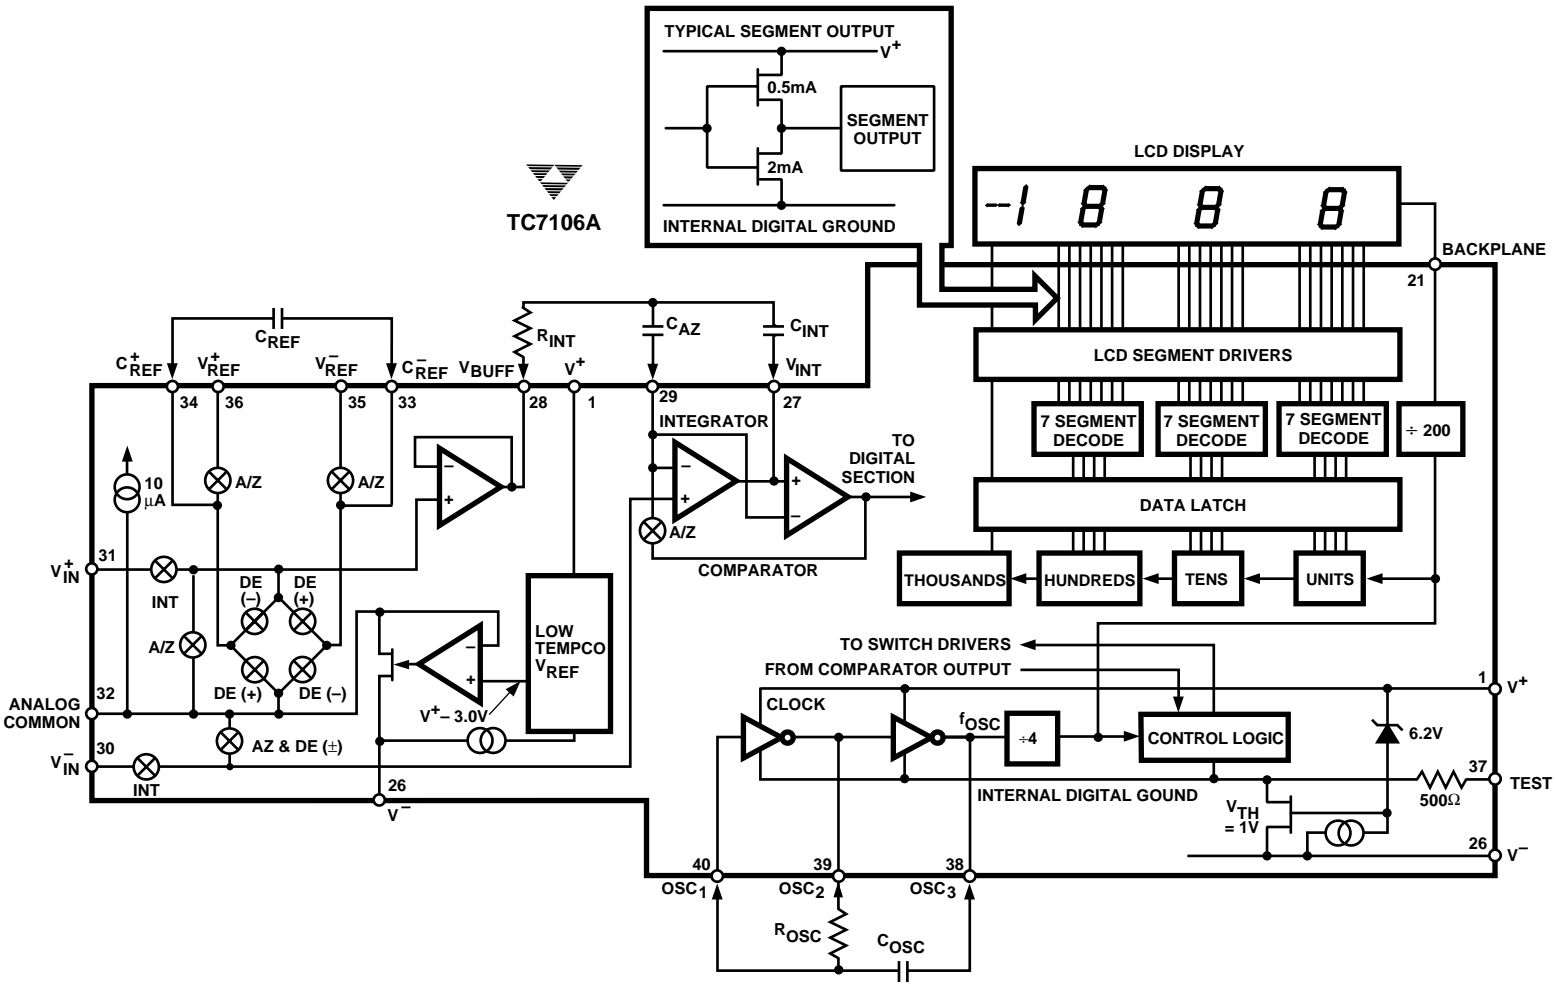 TYPICAL SEGMENT OUTPUT
V+
0.5mA
SEGMENT
OUTPUT
2mA
INTERNAL DIGITAL GROUND
TC7106A
LCD DISPLAY
-1 8 8 8
BACKPLANE
21
LCD SEGMENT DRIVERS
7 SEGMENT
DECODE
7 SEGMENT
DECODE
7 SEGMENT
DECODE
÷ 200
DATA LATCH
THOUSANDS
HUNDREDS
TENS
UNITS
CREF
RINT
CAZ
CINT
C+REF
V+REF
V–REF
C–REF
VBUFF
V+
VINT
34
36
35
33
28
1
29
27
INTEGRATOR
TO
DIGITAL
SECTION
10
µA
A/Z
A/Z
–
+
–
+
+
–
A/Z
COMPARATOR
31
V+IN
INT
DE
(–)
DE
(+)
A/Z
DE (+)
DE (–)
–
+
LOW
TEMPCO
VREF
V+ – 3.0V
32
ANALOG
COMMON
AZ & DE (±)
30
V–IN
INT
26
V–
TO SWITCH DRIVERS
FROM COMPARATOR OUTPUT
CLOCK
fOSC
÷4
CONTROL LOGIC
1
V+
6.2V
INTERNAL DIGITAL GOUND
37
TEST
500Ω
VTH
= 1V
26
V–
40
39
38
OSC1
OSC2
OSC3
ROSC
COSC